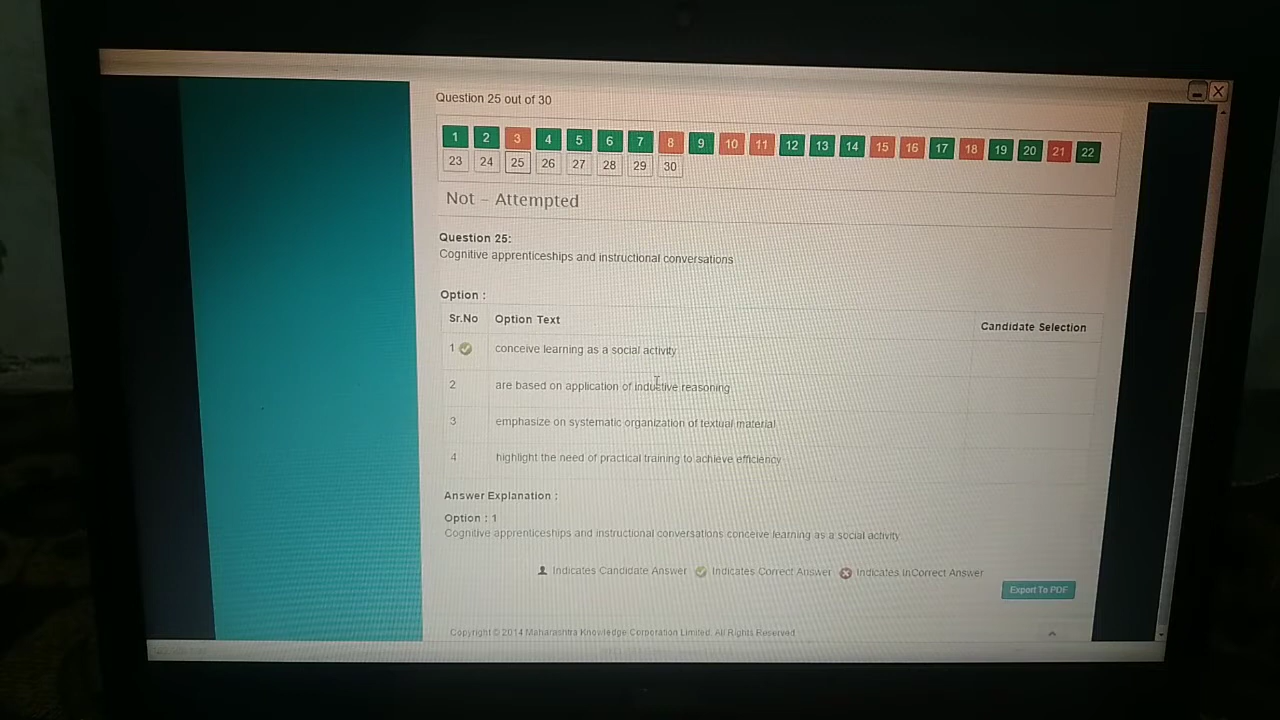 Question 25 out of 30
1 2 3 4 5 6 7 8 9 10 11 12 13 14 15 16 17 18 19 20 21 22
23 24 25 26 27 28 29 30
Not - Attempted
Question 25:
Cognitive apprenticeships and instructional conversations
Option :
Sr.No Option Text Candidate Selection
1 conceive learning as a social activity
2 are based on application of inductive reasoning
3 emphasize on systematic organization of textual material
4 highlight the need of practical training to achieve efficiency
Answer Explanation :
Option : 1
Cognitive apprenticeships and instructional conversations conceive learning as a social activity
Indicates Candidate Answer Indicates Correct Answer Indicates InCorrect Answer
Export To PDF
Copyright © 2014 Maharashtra Knowledge Corporation Limited. All Rights Reserved